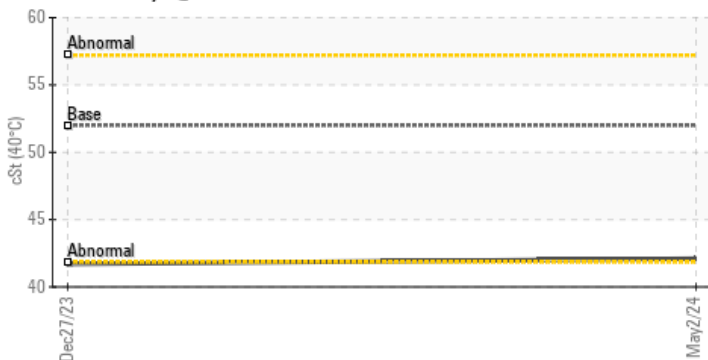 60
Abnormal
55
Base
50
45
Abnormal
40
cSt (40°C)
Dec27/23
May2/24